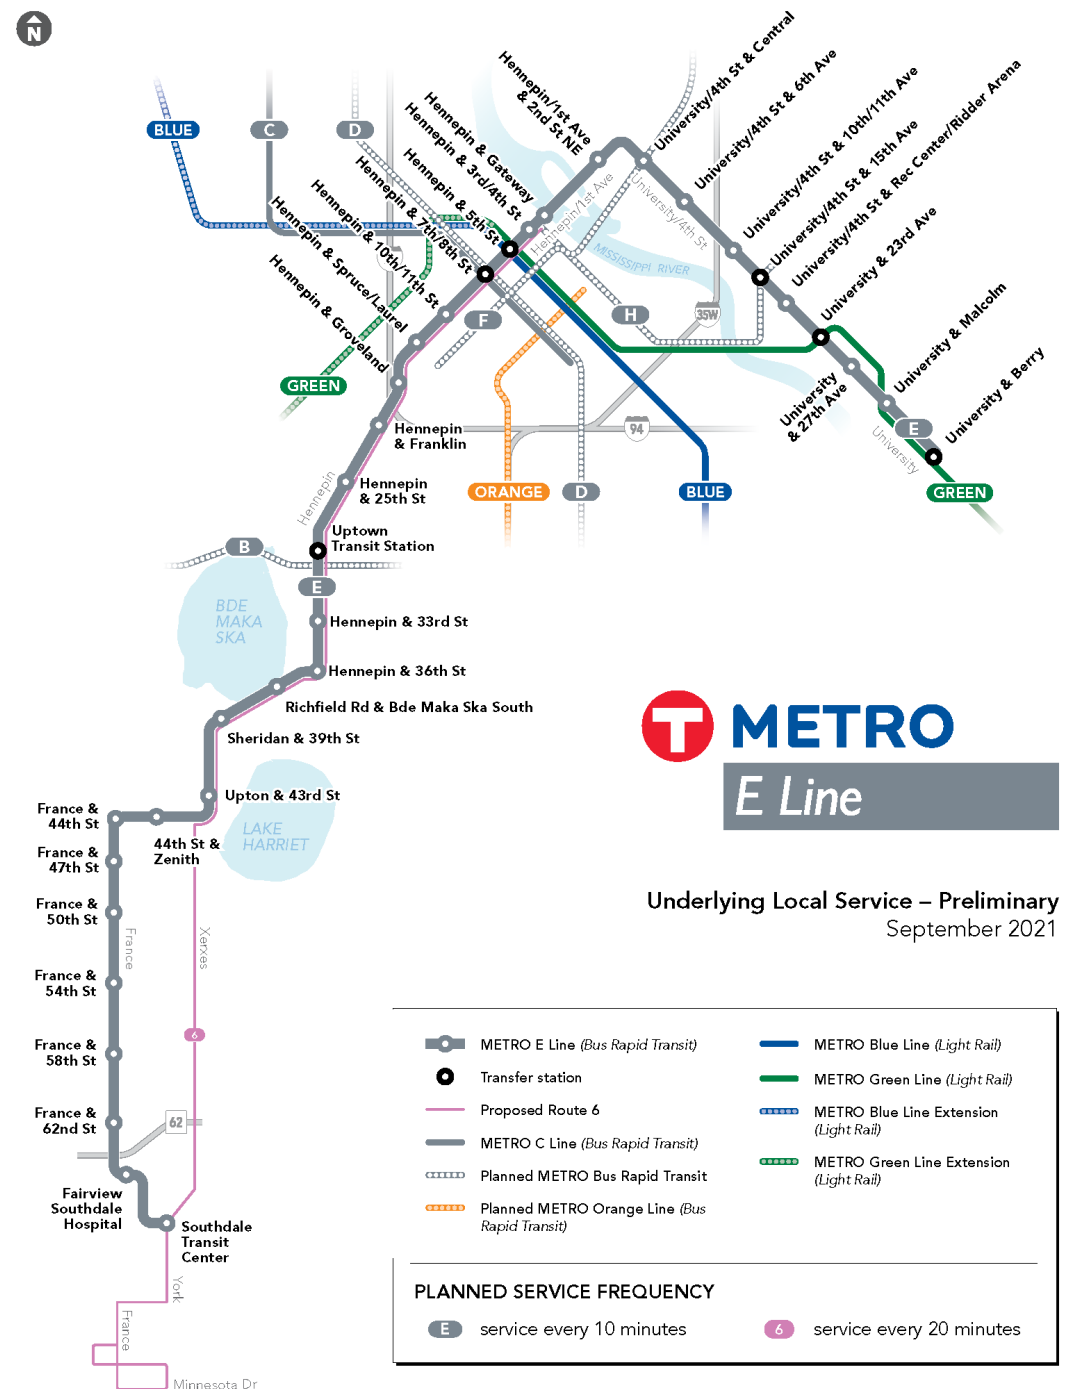 N
BLUE
C
D
Hennepin/1st Ave
& 2nd St NE
University/4th St & Central
University/4th St & 6th Ave
University/4th St & 10th/11th Ave
University/4th St & 15th Ave
University/4th St & Rec Center/Ridder Arena
University & 23rd Ave
University & Malcolm
University & Berry
University
& 27th Ave
Hennepin & Gateway
Hennepin & 3rd/4th St
Hennepin & 5th St
Hennepin & 7th/8th St
Hennepin & 10th/11th St
Hennepin & Spruce/Laurel
Hennepin & Groveland
Hennepin/1st Ave
University/4th St
MISSISSIPPI RIVER
F
H
35W
GREEN
94
E
University
Hennepin
& Franklin
Hennepin
Hennepin
& 25th St
ORANGE
D
BLUE
GREEN
Uptown
Transit Station
B
E
BDE
MAKA
SKA
Hennepin & 33rd St
Hennepin & 36th St
Richfield Rd & Bde Maka Ska South
Sheridan & 39th St
Upton & 43rd St
LAKE
HARRIET
France &
44th St
44th St &
Zenith
France &
47th St
France &
50th St
France
Xerxes
France &
54th St
6
France &
58th St
France &
62nd St
62
Fairview
Southdale
Hospital
Southdale
Transit
Center
York
France
Minnesota Dr
T METRO
E Line
Underlying Local Service – Preliminary
September 2021
METRO E Line (Bus Rapid Transit)
Transfer station
Proposed Route 6
METRO C Line (Bus Rapid Transit)
Planned METRO Bus Rapid Transit
Planned METRO Orange Line (Bus
Rapid Transit)
METRO Blue Line (Light Rail)
METRO Green Line (Light Rail)
METRO Blue Line Extension
(Light Rail)
METRO Green Line Extension
(Light Rail)
PLANNED SERVICE FREQUENCY
E service every 10 minutes
6 service every 20 minutes